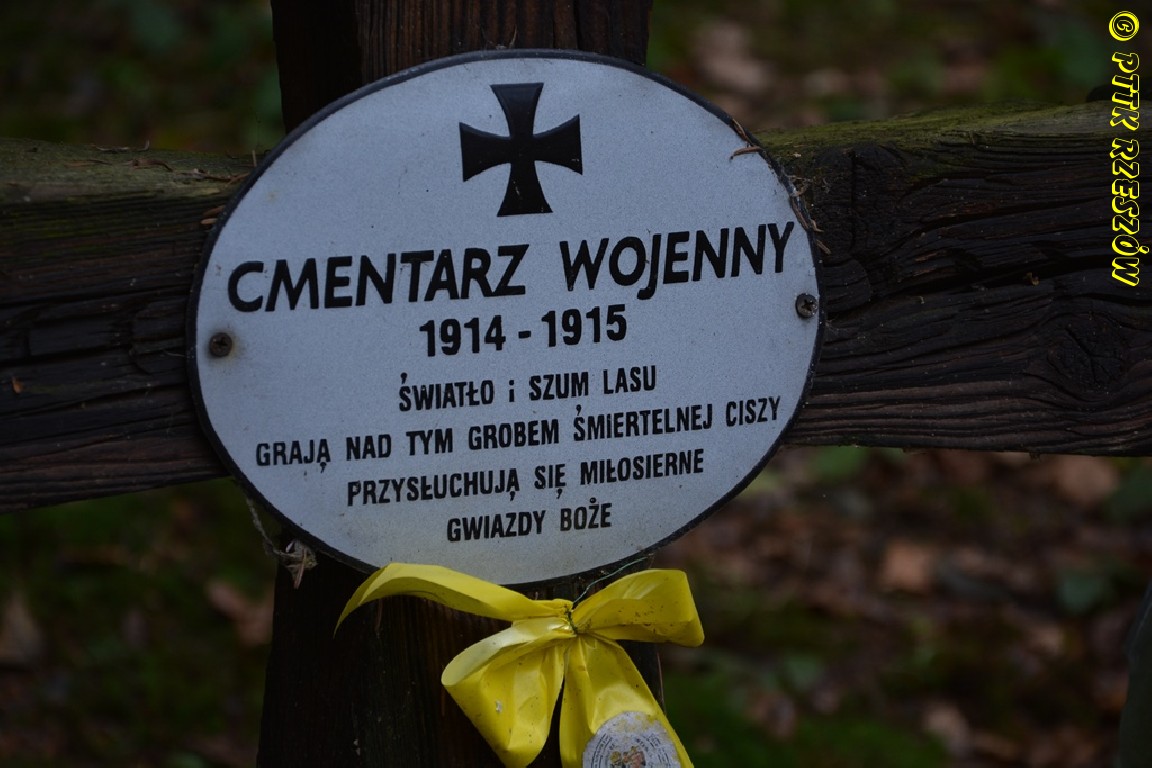 CMENTARZ WOJENNY
1914 - 1915
ŚWIATŁO i SZUM LASU
GRAJĄ NAD TYM GROBEM ŚMIERTELNEJ CISZY
PRZYSŁUCHUJĄ SIĘ MIŁOSIERNE
GWIAZDY BOŻE
© PTTK RZESZÓW